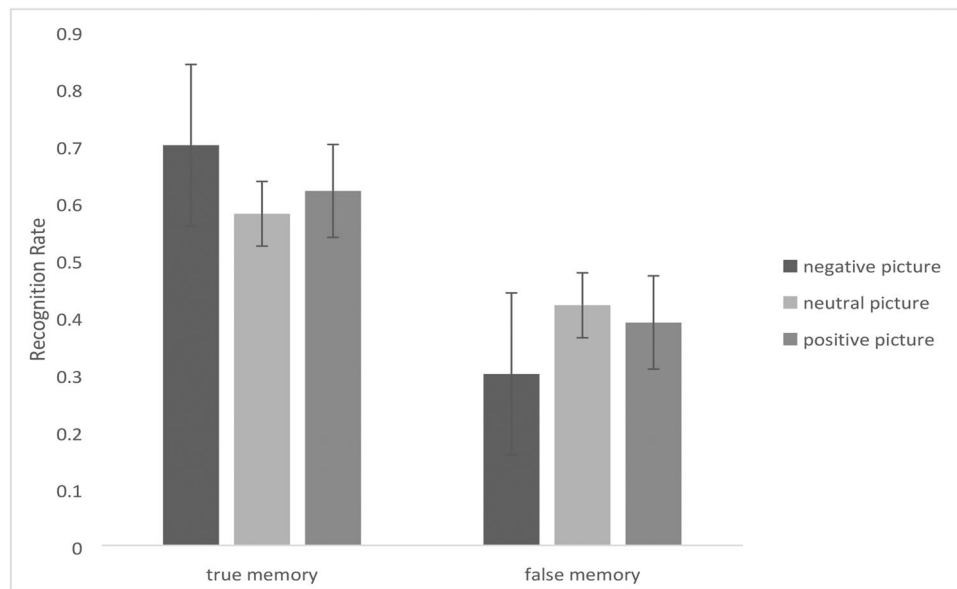 0.9
0.8
0.7
0.6
0.5
0.4
0.3
0.2
0.1
0
Recognition Rate
true memory
false memory
negative picture
neutral picture
positive picture